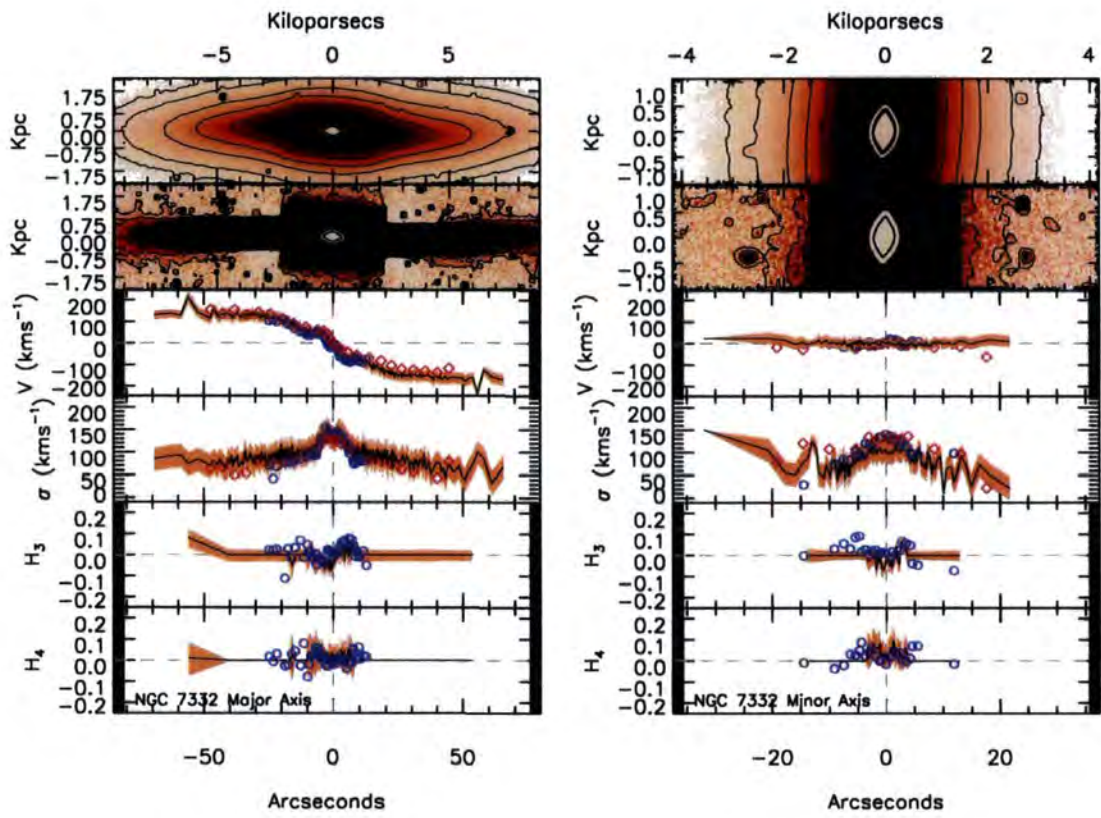 Kiloparsecs
−5 0 5
Kpc
1.75
0.75
0.00
−0.75
−1.75
Kpc
1.75
0.75
0.00
−0.75
−1.75
V (kms⁻¹)
200
100
0
−100
−200
σ (kms⁻¹)
200
150
100
50
0
H₃
0.2
0.1
0.0
−0.1
−0.2
H₄
0.2
0.1
0.0
−0.1
−0.2
NGC 7332 Major Axis
−50 0 50
Arcseconds
Kiloparsecs
−4 −2 0 2 4
Kpc
1.0
0.5
0.0
−0.5
−1.0
Kpc
1.0
0.5
0.0
−0.5
−1.0
V (kms⁻¹)
200
100
0
−100
−200
σ (kms⁻¹)
200
150
100
50
0
H₃
0.2
0.1
0.0
−0.1
−0.2
H₄
0.2
0.1
0.0
−0.1
−0.2
NGC 7332 Minor Axis
−20 0 20
Arcseconds